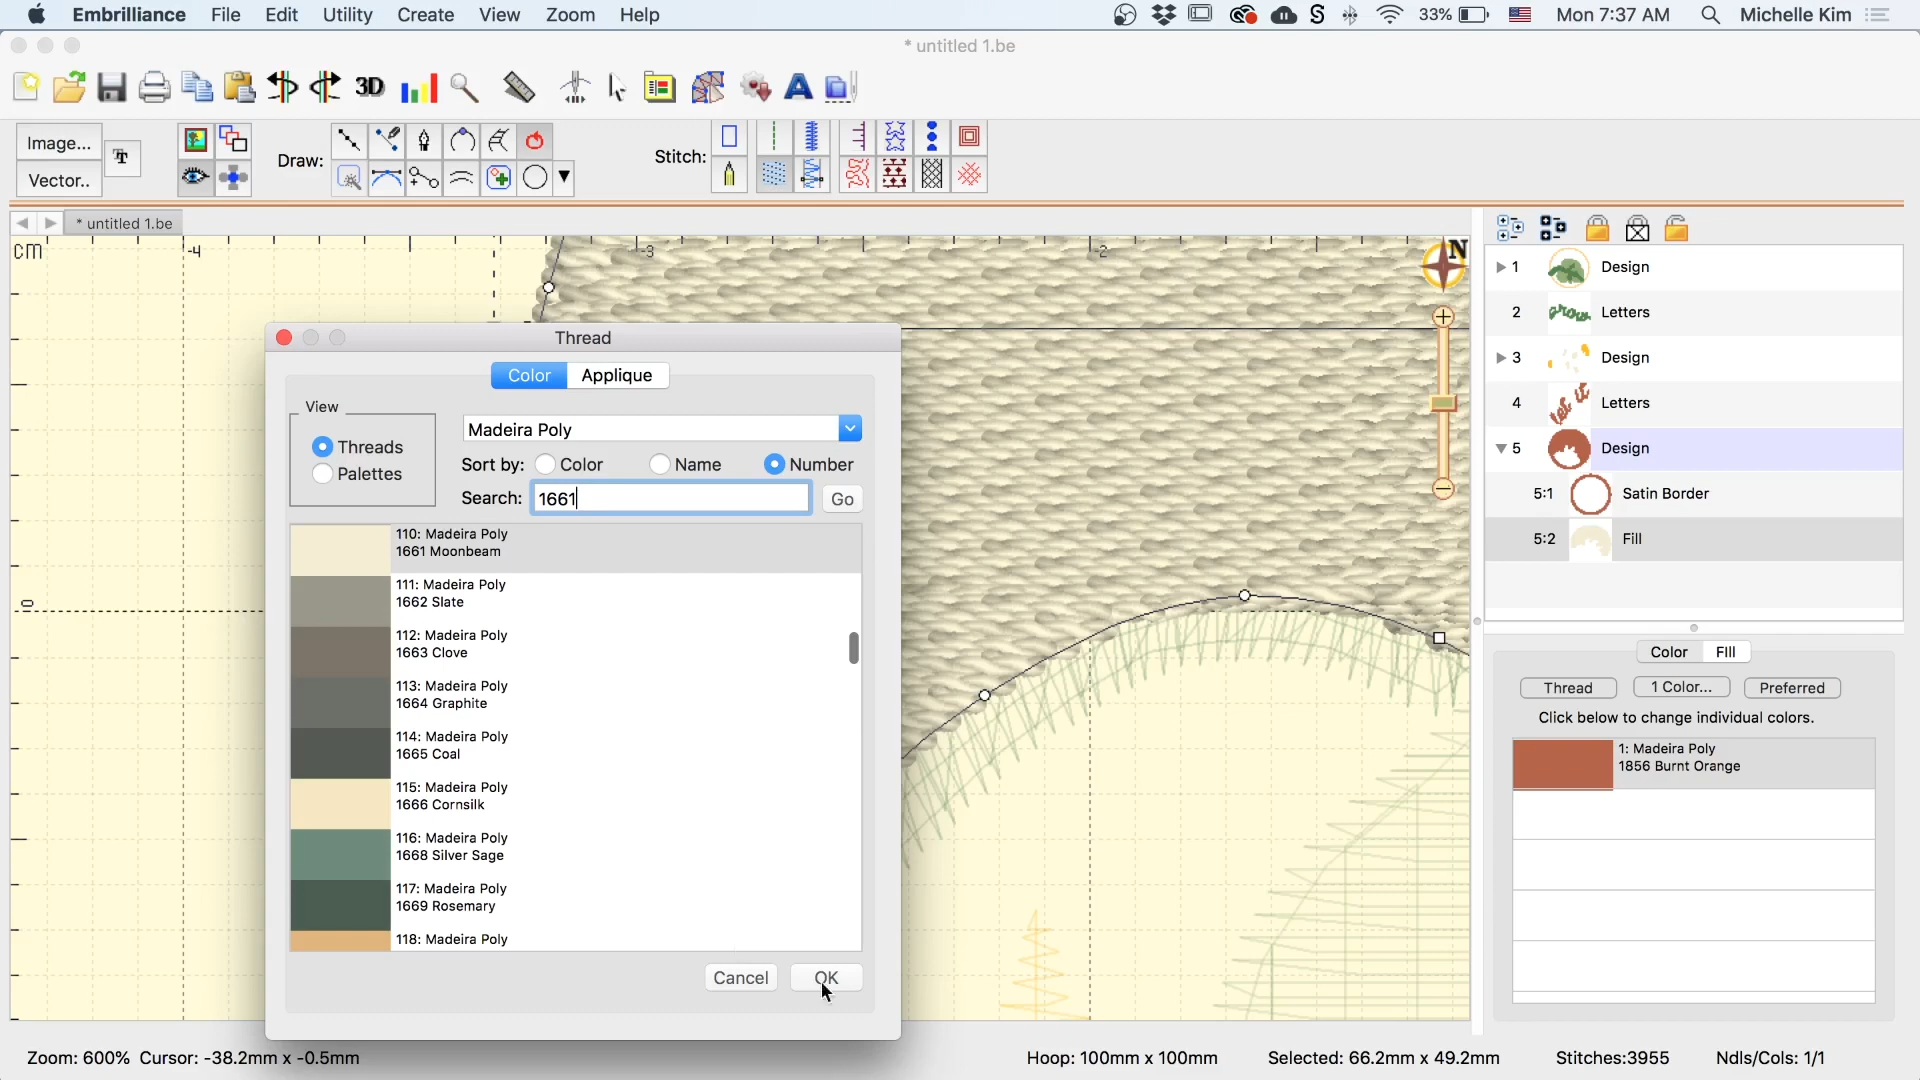 Embrilliance File Edit Utility Create View Zoom Help 33% Mon 7:37 AM Michelle Kim
* untitled 1.be
3D A
Image...
Vector..
T
Draw:
Stitch:
* untitled 1.be
cm -4 -3 -2
N
0
Thread
Color Applique
View
Threads
Palettes
Madeira Poly
Sort by: Color Name Number
Search: 1661 Go
110: Madeira Poly
1661 Moonbeam
111: Madeira Poly
1662 Slate
112: Madeira Poly
1663 Clove
113: Madeira Poly
1664 Graphite
114: Madeira Poly
1665 Coal
115: Madeira Poly
1666 Cornsilk
116: Madeira Poly
1668 Silver Sage
117: Madeira Poly
1669 Rosemary
118: Madeira Poly
Cancel OK
1 Design
2 grow Letters
3 Design
4 let it Letters
5 Design
5:1 Satin Border
5:2 Fill
Color Fill
Thread 1 Color... Preferred
Click below to change individual colors.
1: Madeira Poly
1856 Burnt Orange
Zoom: 600% Cursor: -38.2mm x -0.5mm Hoop: 100mm x 100mm Selected: 66.2mm x 49.2mm Stitches:3955 Ndls/Cols: 1/1